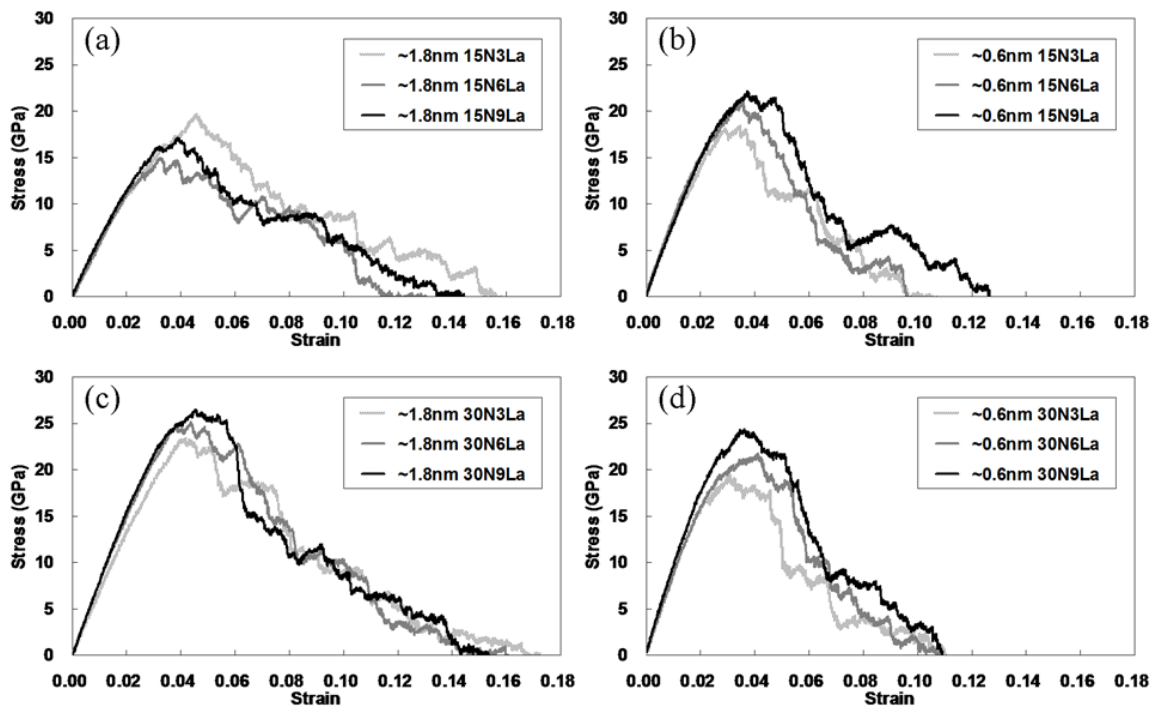 (a)
30
25
20
15
10
5
0
Stress (GPa)
~1.8nm 15N3La
~1.8nm 15N6La
~1.8nm 15N9La
0.00 0.02 0.04 0.06 0.08 0.10 0.12 0.14 0.16 0.18
Strain
(b)
30
25
20
15
10
5
0
Stress (GPa)
~0.6nm 15N3La
~0.6nm 15N6La
~0.6nm 15N9La
0.00 0.02 0.04 0.06 0.08 0.10 0.12 0.14 0.16 0.18
Strain
(c)
30
25
20
15
10
5
0
Stress (GPa)
~1.8nm 30N3La
~1.8nm 30N6La
~1.8nm 30N9La
0.00 0.02 0.04 0.06 0.08 0.10 0.12 0.14 0.16 0.18
Strain
(d)
30
25
20
15
10
5
0
Stress (GPa)
~0.6nm 30N3La
~0.6nm 30N6La
~0.6nm 30N9La
0.00 0.02 0.04 0.06 0.08 0.10 0.12 0.14 0.16 0.18
Strain